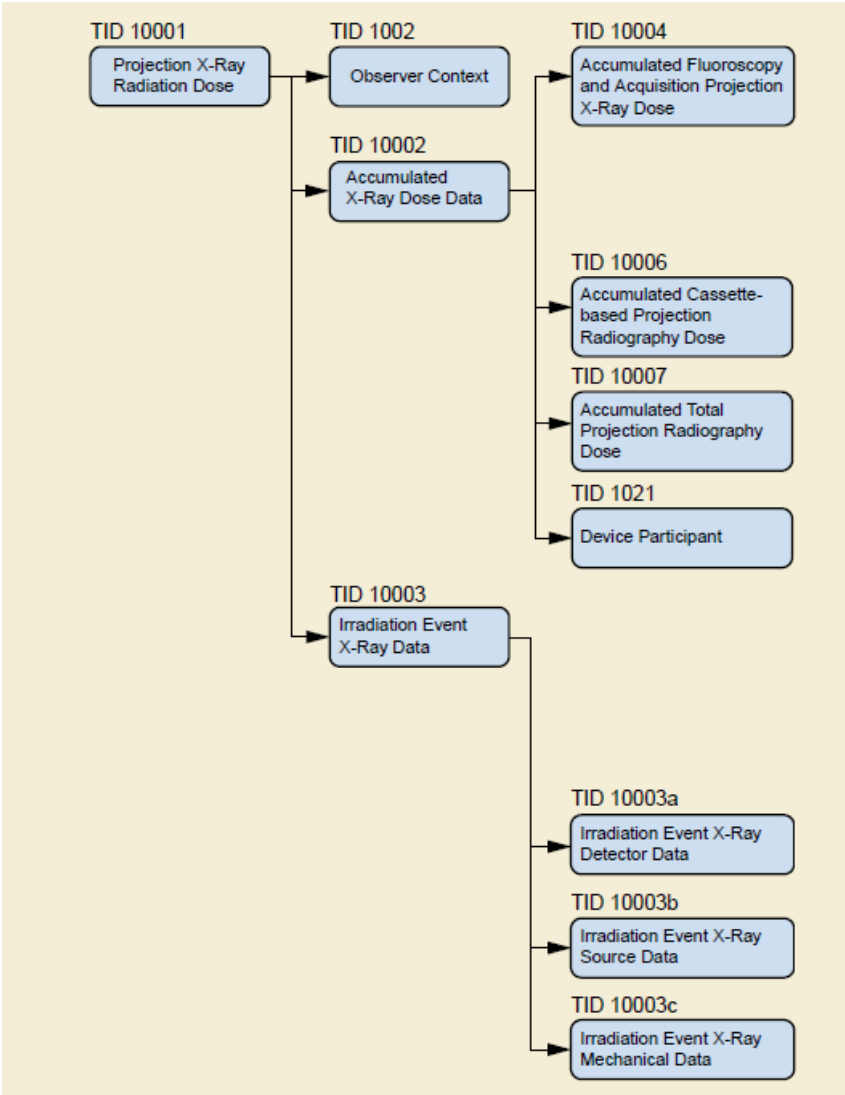 TID 10001
Projection X-Ray
Radiation Dose
TID 1002
Observer Context
TID 10002
Accumulated
X-Ray Dose Data
TID 10004
Accumulated Fluoroscopy
and Acquisition Projection
X-Ray Dose
TID 10006
Accumulated Cassette-
based Projection
Radiography Dose
TID 10007
Accumulated Total
Projection Radiography
Dose
TID 1021
Device Participant
TID 10003
Irradiation Event
X-Ray Data
TID 10003a
Irradiation Event X-Ray
Detector Data
TID 10003b
Irradiation Event X-Ray
Source Data
TID 10003c
Irradiation Event X-Ray
Mechanical Data